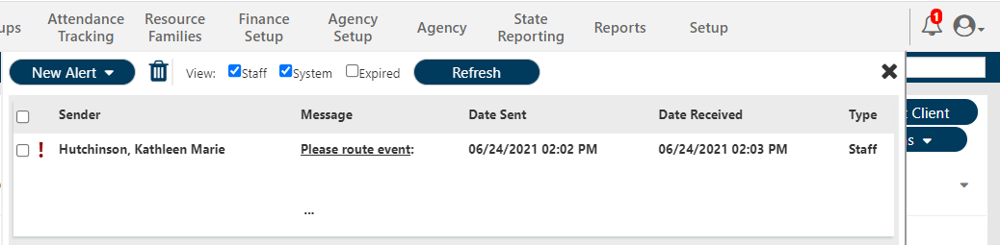 ups Attendance Tracking Resource Families Finance Setup Agency Setup Agency State Reporting Reports Setup 1
New Alert View: Staff System Expired Refresh
Client
Sender Message Date Sent Date Received Type
s
! Hutchinson, Kathleen Marie Please route event: 06/24/2021 02:02 PM 06/24/2021 02:03 PM Staff
...